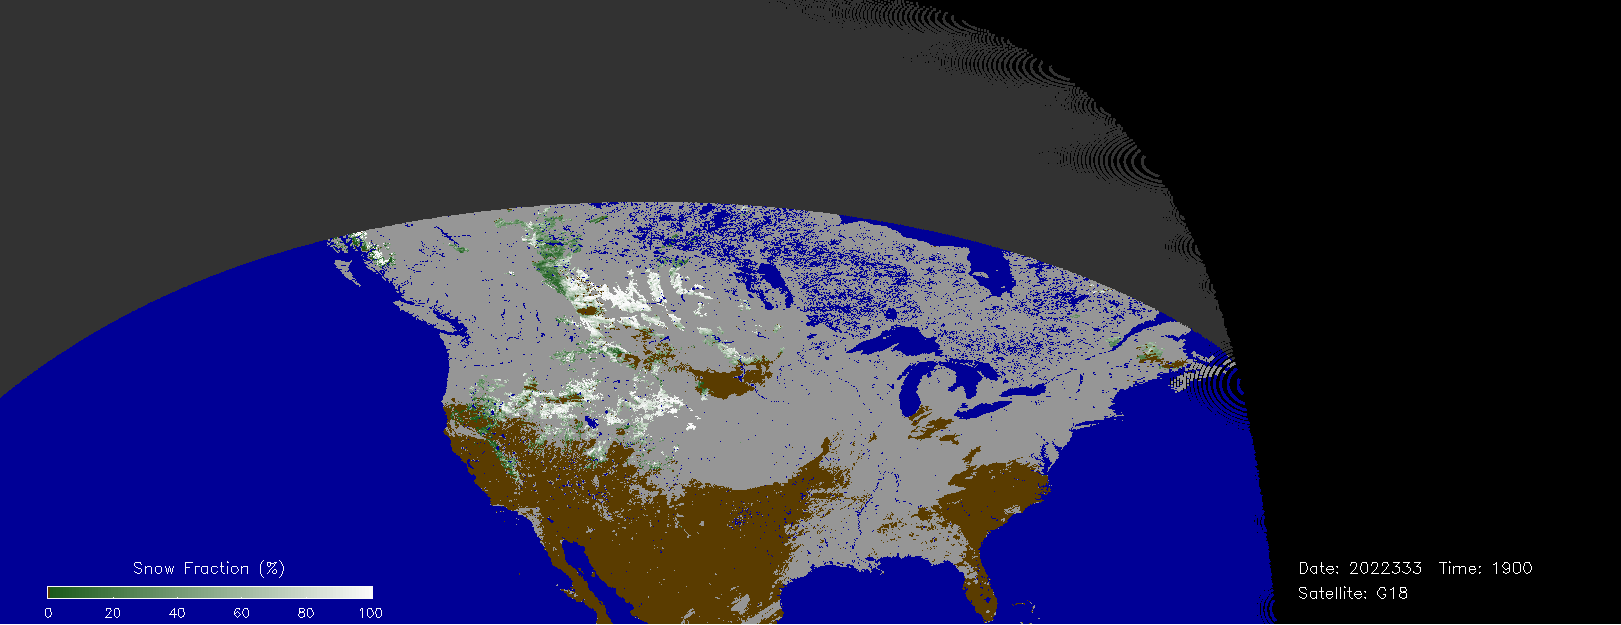 Snow Fraction (%)
0 20 40 60 80 100
Date: 2022333 Time: 1900
Satellite: G18